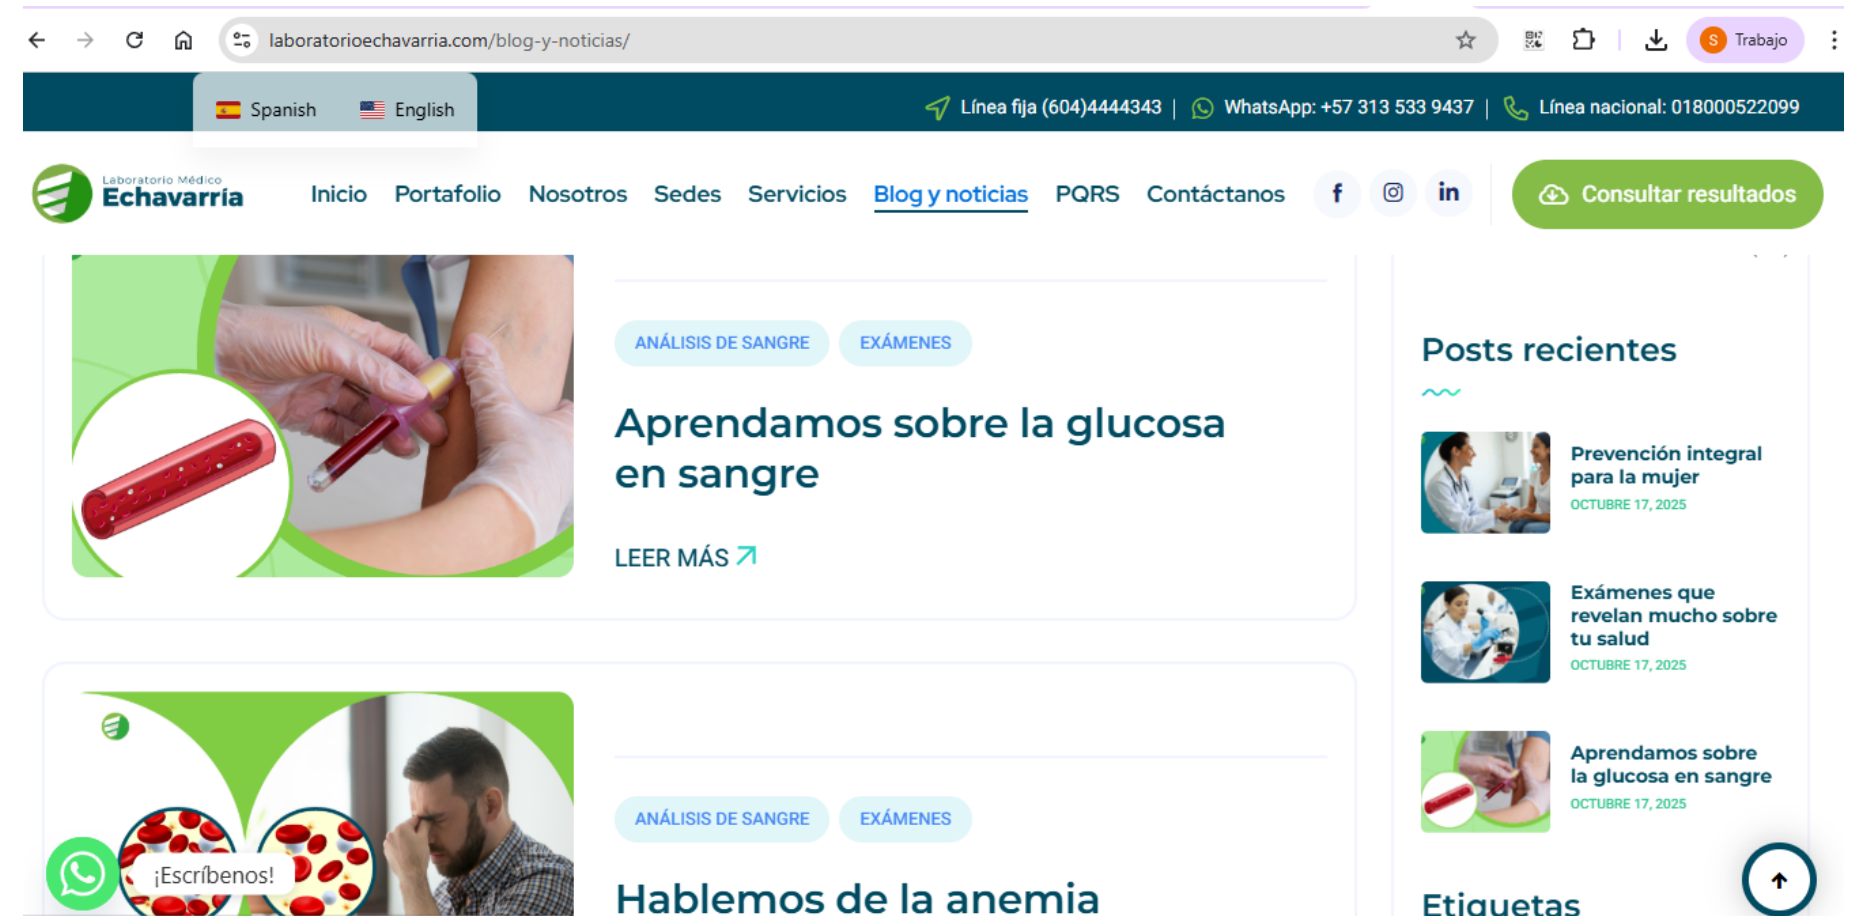 laboratorioechavarria.com/blog-y-noticias/
S Trabajo
Spanish English
Línea fija (604)4444343 | WhatsApp: +57 313 533 9437 | Línea nacional: 018000522099
Laboratorio Médico
Echavarría
Inicio Portafolio Nosotros Sedes Servicios Blog y noticias PQRS Contáctanos f in Consultar resultados
ANÁLISIS DE SANGRE EXÁMENES
Aprendamos sobre la glucosa
en sangre
LEER MÁS
ANÁLISIS DE SANGRE EXÁMENES
Hablemos de la anemia
¡Escríbenos!
Posts recientes
Prevención integral
para la mujer
OCTUBRE 17, 2025
Exámenes que
revelan mucho sobre
tu salud
OCTUBRE 17, 2025
Aprendamos sobre
la glucosa en sangre
OCTUBRE 17, 2025
Etiquetas